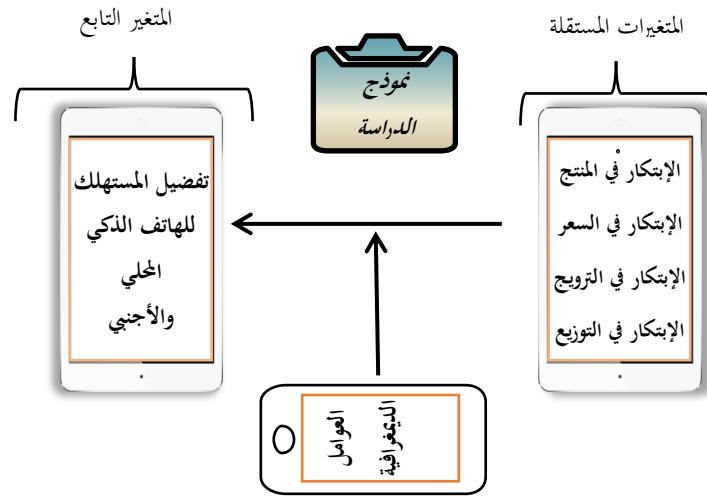 المتغيرات المستقلة
المتغير التابع
نموذج
الدراسة
الإبتكار في المنتج
الإبتكار في السعر
الإبتكار في الترويج
الإبتكار في التوزيع
تفضيل المستهلك
للهاتف الذكي
المحلي
والأجنبي
العوامل
الديمغرافية